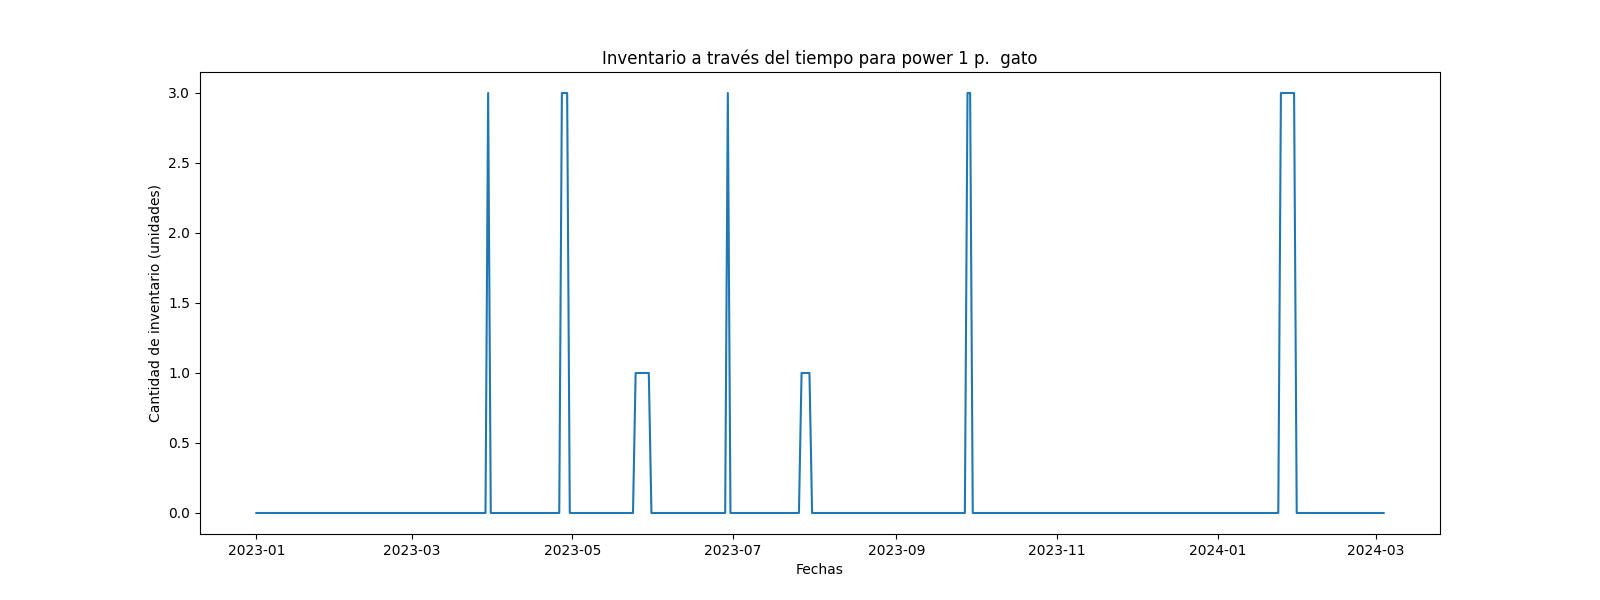 Inventario a través del tiempo para power 1 p.  gato
3.0
2.5
2.0
1.5
1.0
0.5
0.0
Cantidad de inventario (unidades)
2023-01 2023-03 2023-05 2023-07 2023-09 2023-11 2024-01 2024-03
Fechas